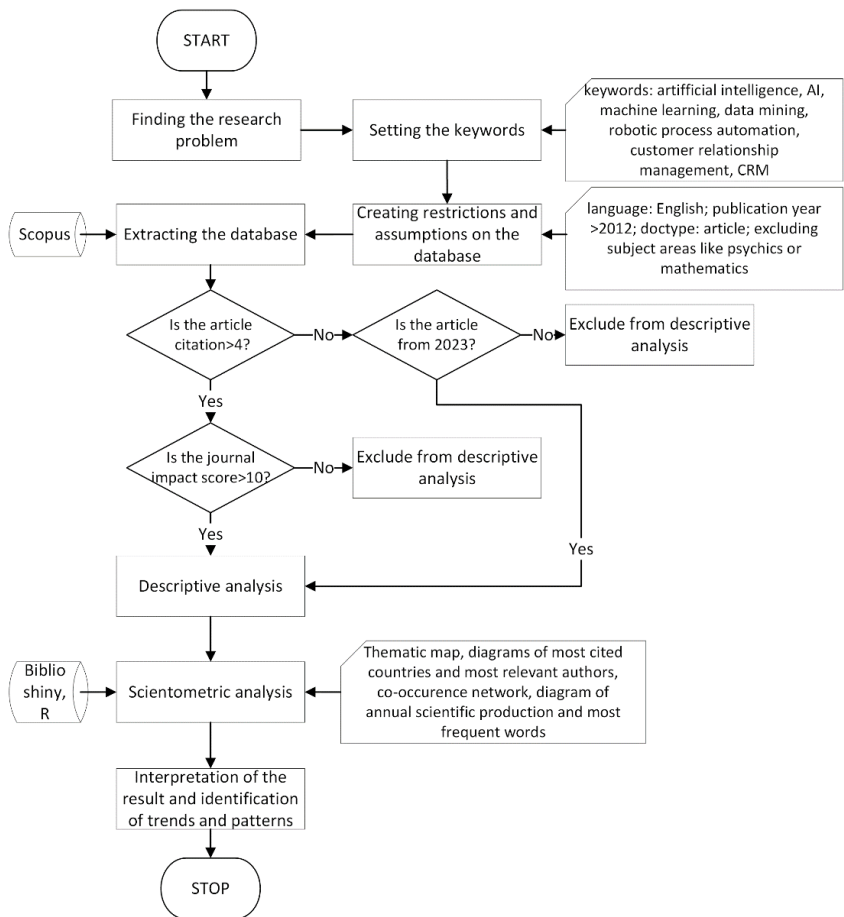 START
Finding the research
problem
Setting the keywords
keywords: artifficial intelligence, AI,
machine learning, data mining,
robotic process automation,
customer relationship
management, CRM
Scopus
Extracting the database
Creating restrictions and
assumptions on the
database
language: English; publication year
>2012; doctype: article; excluding
subject areas like psychics or
mathematics
Is the article
citation>4?
No
Is the article
from 2023?
No
Exclude from descriptive
analysis
Yes
Is the journal
impact score>10?
No
Exclude from descriptive
analysis
Yes
Yes
Descriptive analysis
Biblio
shiny,
R
Scientometric analysis
Thematic map, diagrams of most cited
countries and most relevant authors,
co-occurence network, diagram of
annual scientific production and most
frequent words
Interpretation of the
result and identification
of trends and patterns
STOP